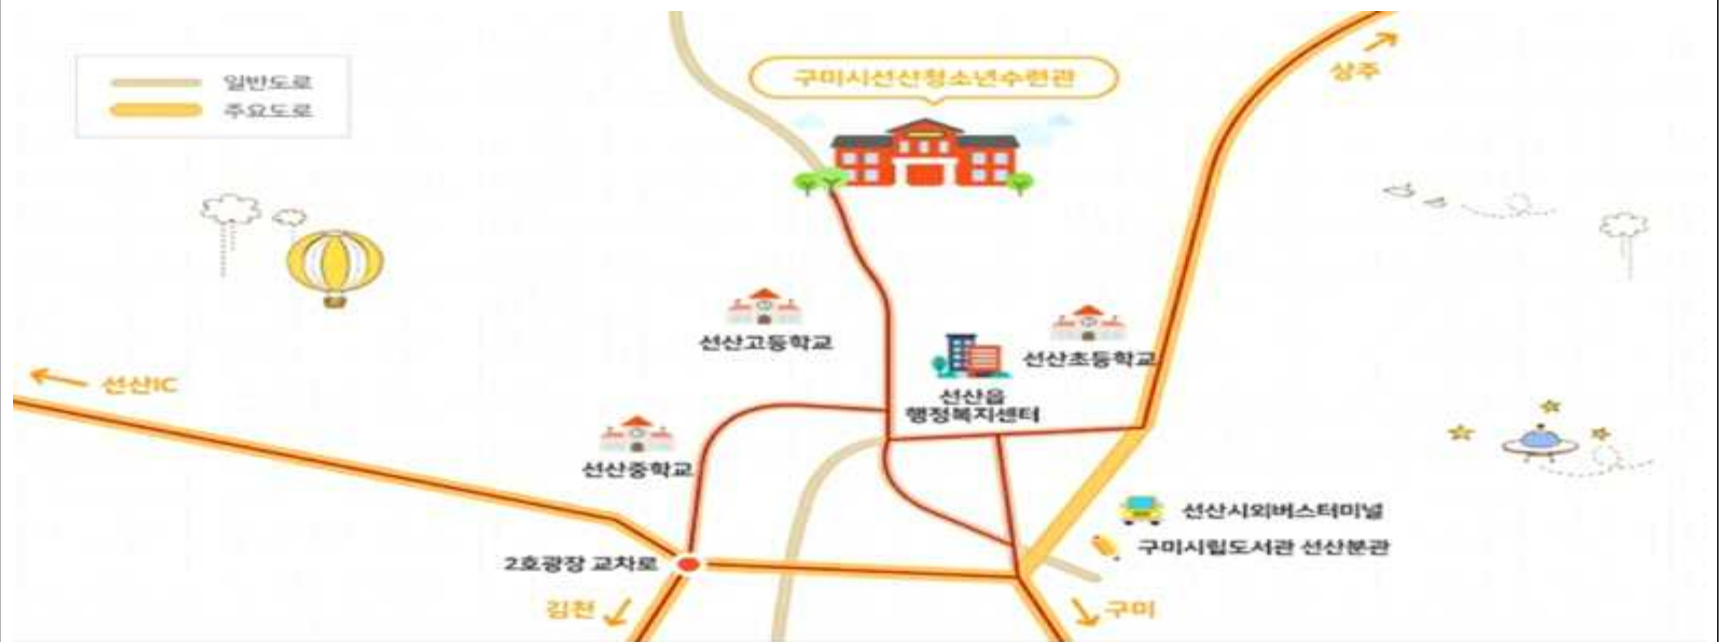 일반도로
주요도로
구미시선산청소년수련관
상주
선산고등학교
선산초등학교
선산읍
행정복지센터
선산IC
선산중학교
선산시외버스터미널
구미시립도서관 선산분관
2호광장 교차로
김천
구미